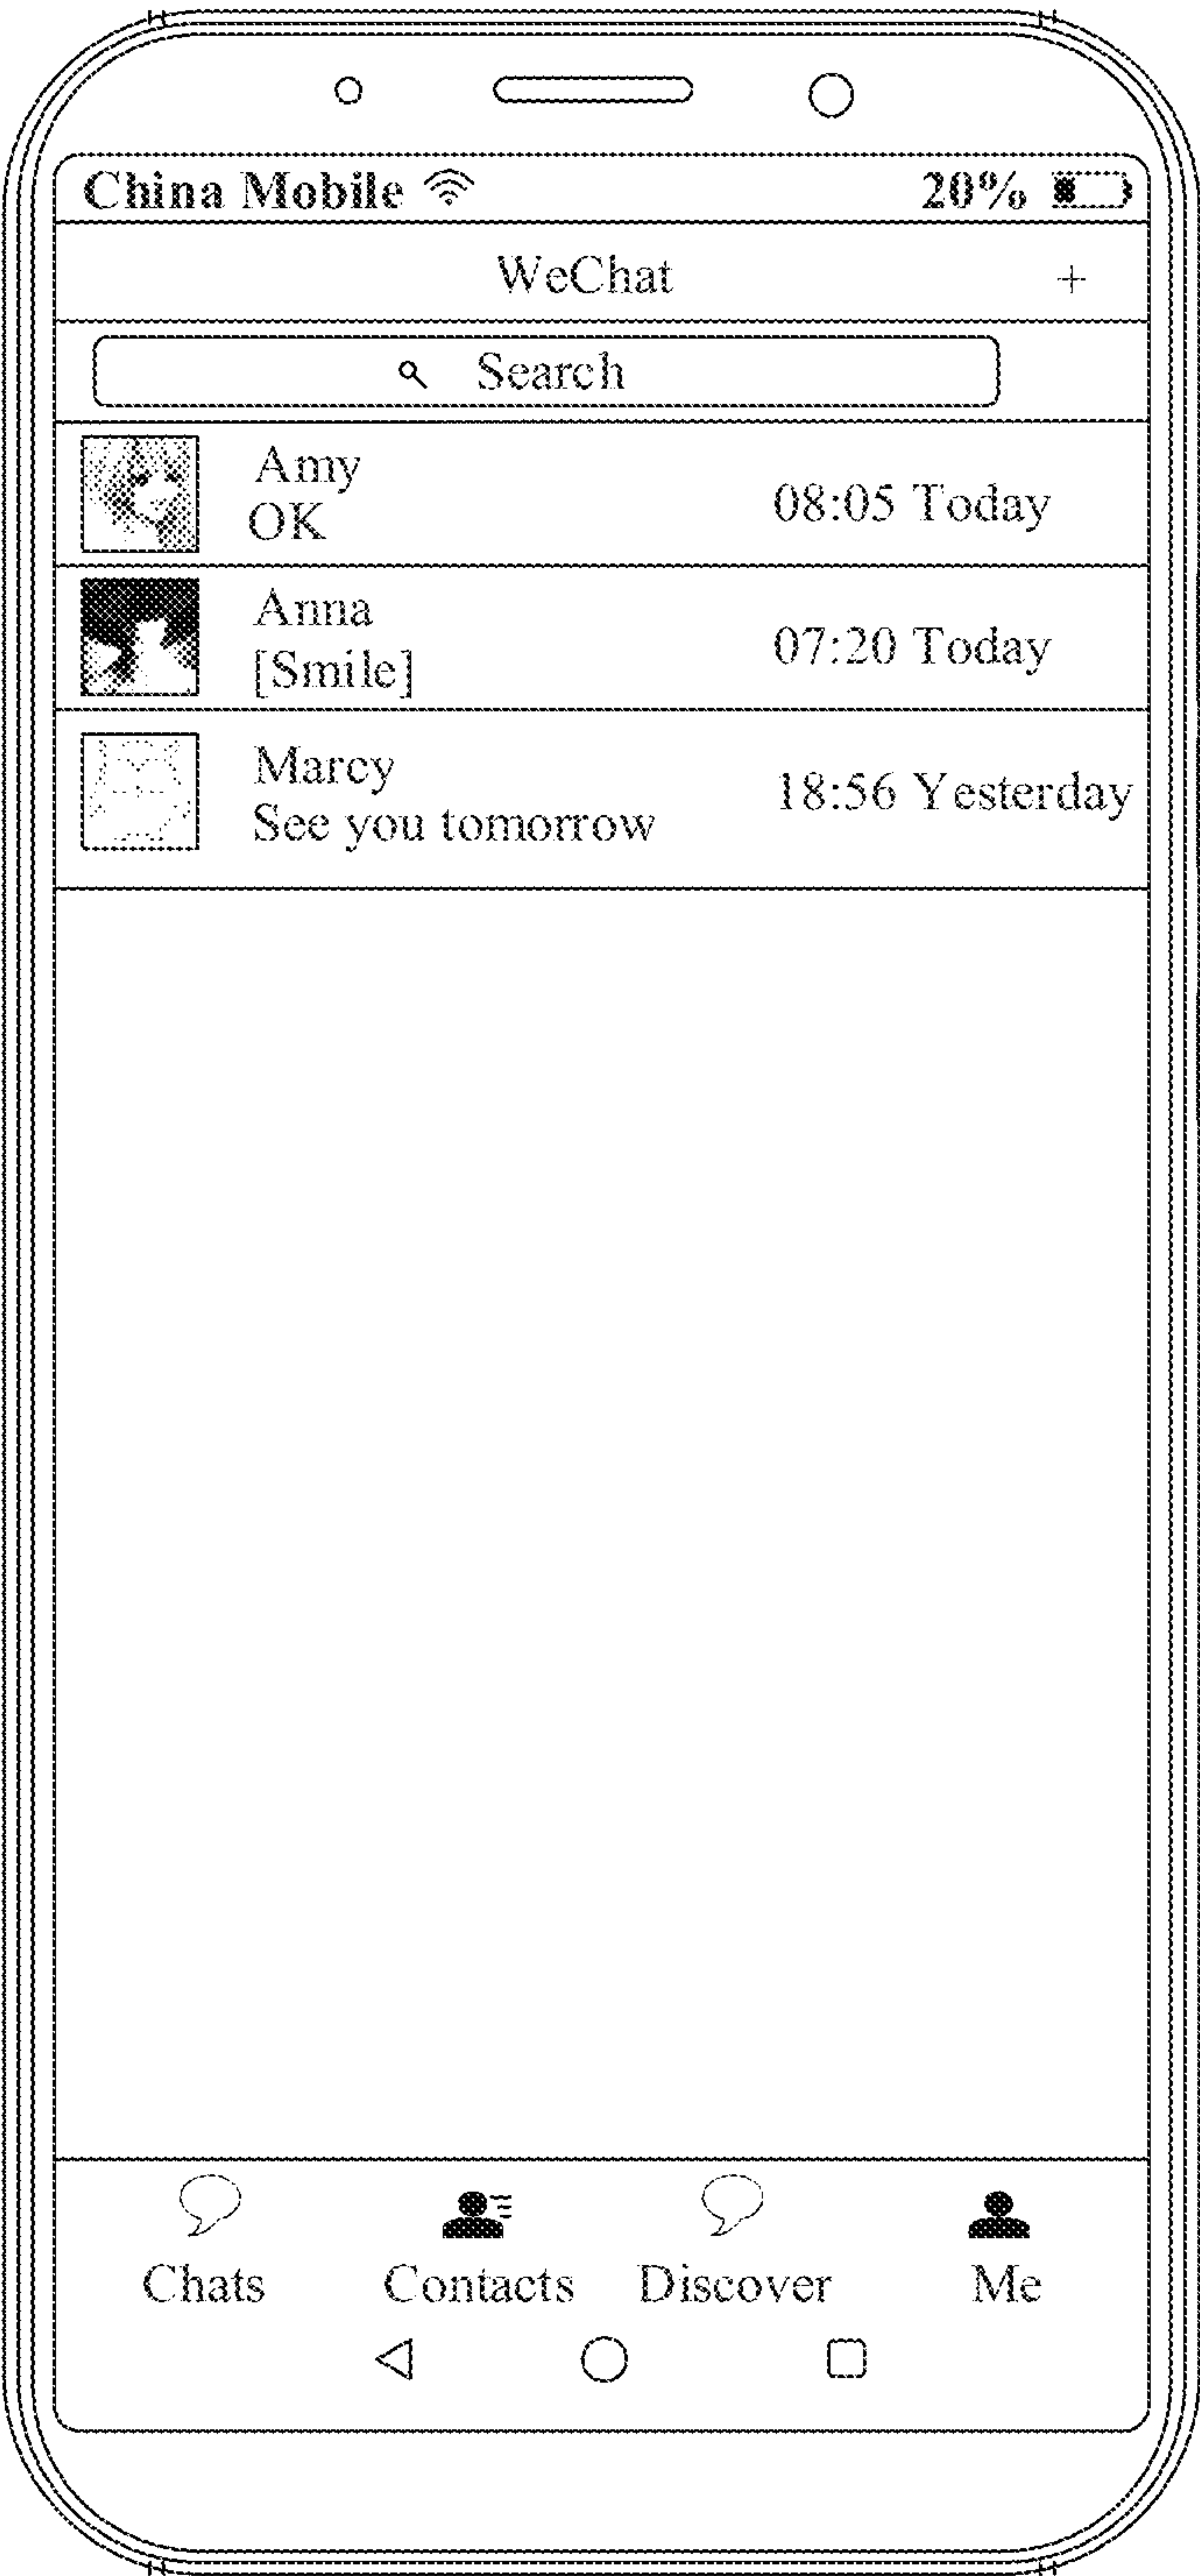 China Mobile 20%
WeChat +
Search
Amy
OK
08:05 Today
Anna
[Smile]
07:20 Today
Marcy
See you tomorrow
18:56 Yesterday
Chats Contacts Discover Me